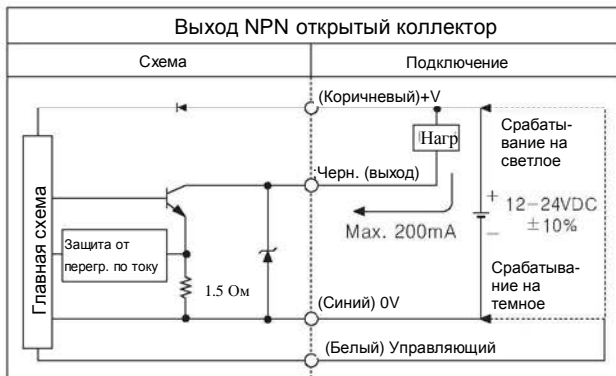 Выход NPN открытый коллектор
Схема
Подключение
(Коричневый)+V
Нагр
Срабаты-
вание на
светлое
Черн. (выход)
Max. 200mA
+
12-24VDC
±10%
−
Главная схема
Защита от
перегр. по току
1.5 Ом
Срабатыва-
ние на
темное
(Синий) 0V
(Белый) Управляющий